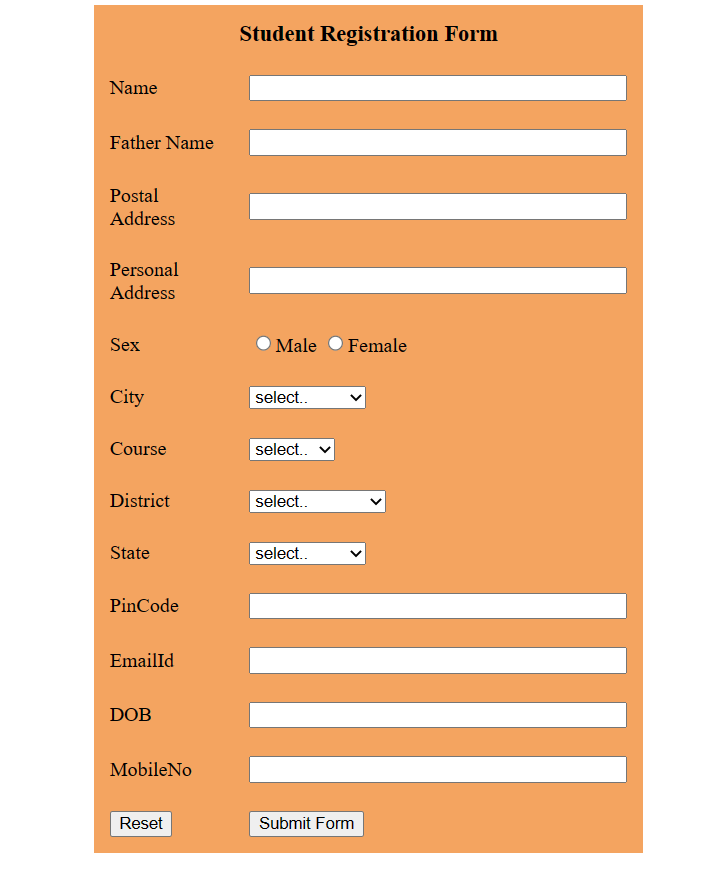 Student Registration Form
Name
Father Name
Postal
Address
Personal
Address
Sex Male Female
City select..
Course select..
District select..
State select..
PinCode
EmailId
DOB
MobileNo
Reset Submit Form